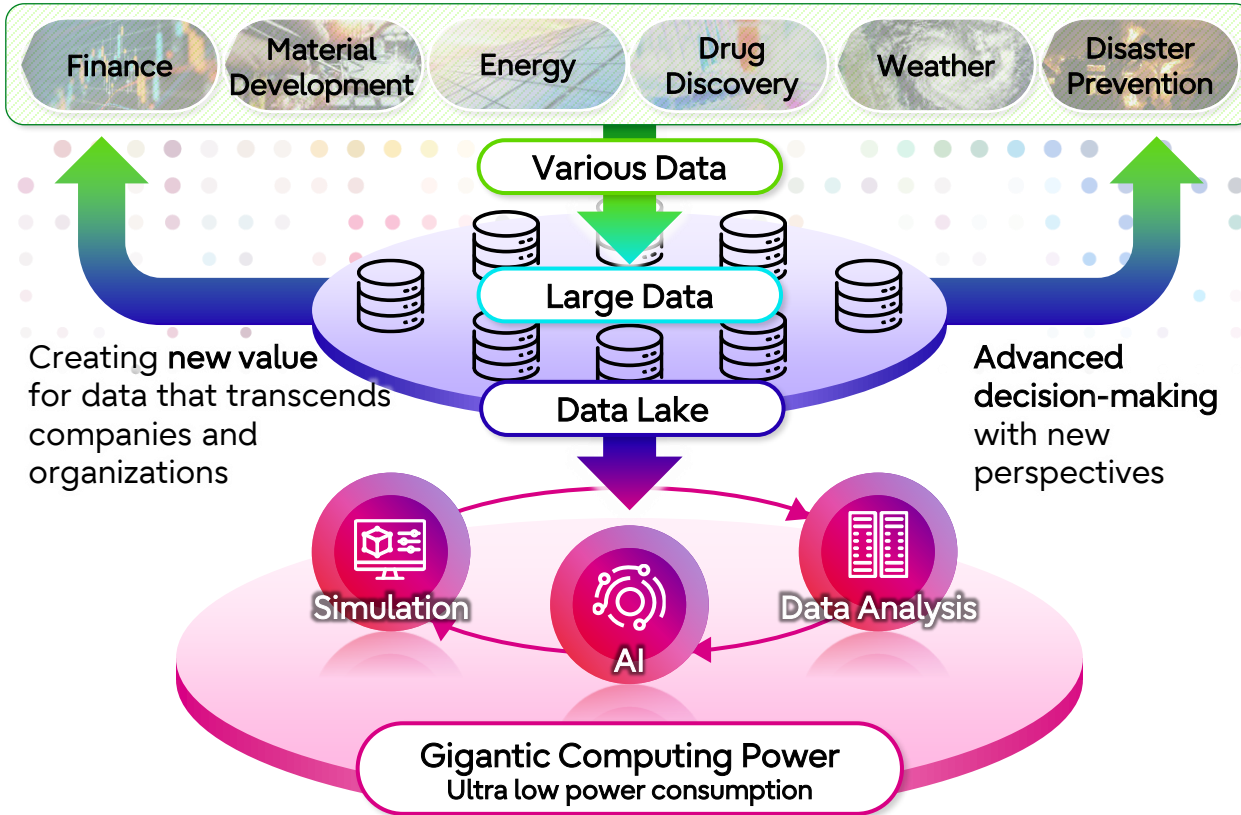 Finance
Material
Development
Energy
Drug
Discovery
Weather
Disaster
Prevention
Various Data
Large Data
Data Lake
Creating new value
for data that transcends
companies and
organizations
Advanced
decision-making
with new
perspectives
Simulation
AI
Data Analysis
Gigantic Computing Power
Ultra low power consumption